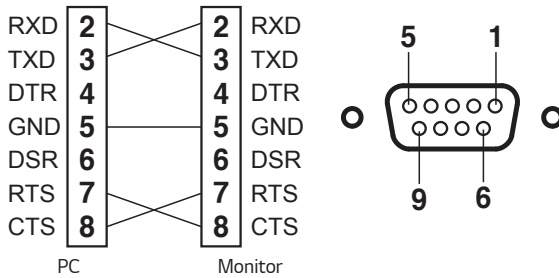 RXD 2 2 RXD
TXD 3 3 TXD
DTR 4 4 DTR
GND 5 5 GND
DSR 6 6 DSR
RTS 7 7 RTS
CTS 8 8 CTS
PC Monitor
5 1
9 6